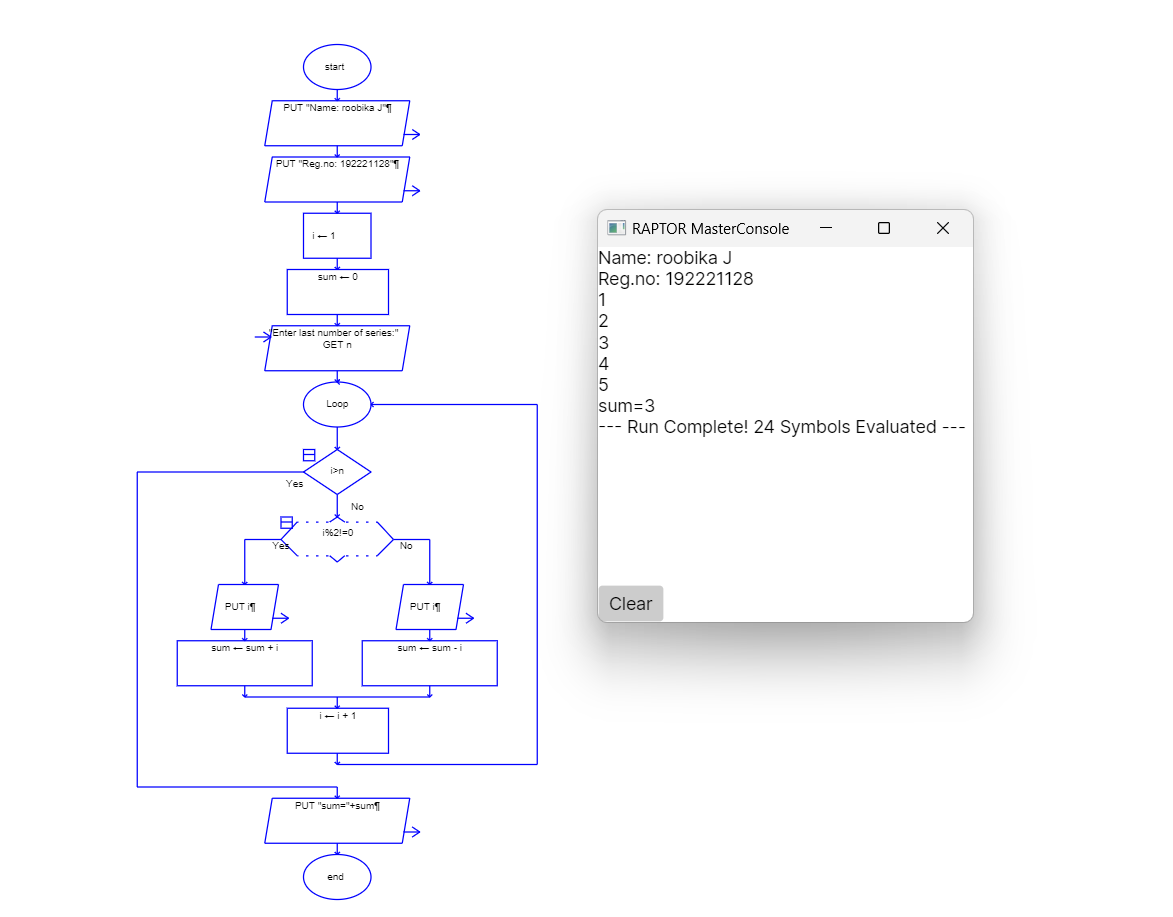 start
PUT "Name: roobika J"¶
PUT "Reg.no: 192221128"¶
i ← 1
sum ← 0
"Enter last number of series:"
GET n
Loop
i>n
Yes
No
i%2!=0
Yes
No
PUT i¶
PUT i¶
sum ← sum + i
sum ← sum - i
i ← i + 1
PUT "sum="+sum¶
end
RAPTOR MasterConsole
Name: roobika J
Reg.no: 192221128
1
2
3
4
5
sum=3
--- Run Complete! 24 Symbols Evaluated ---
Clear